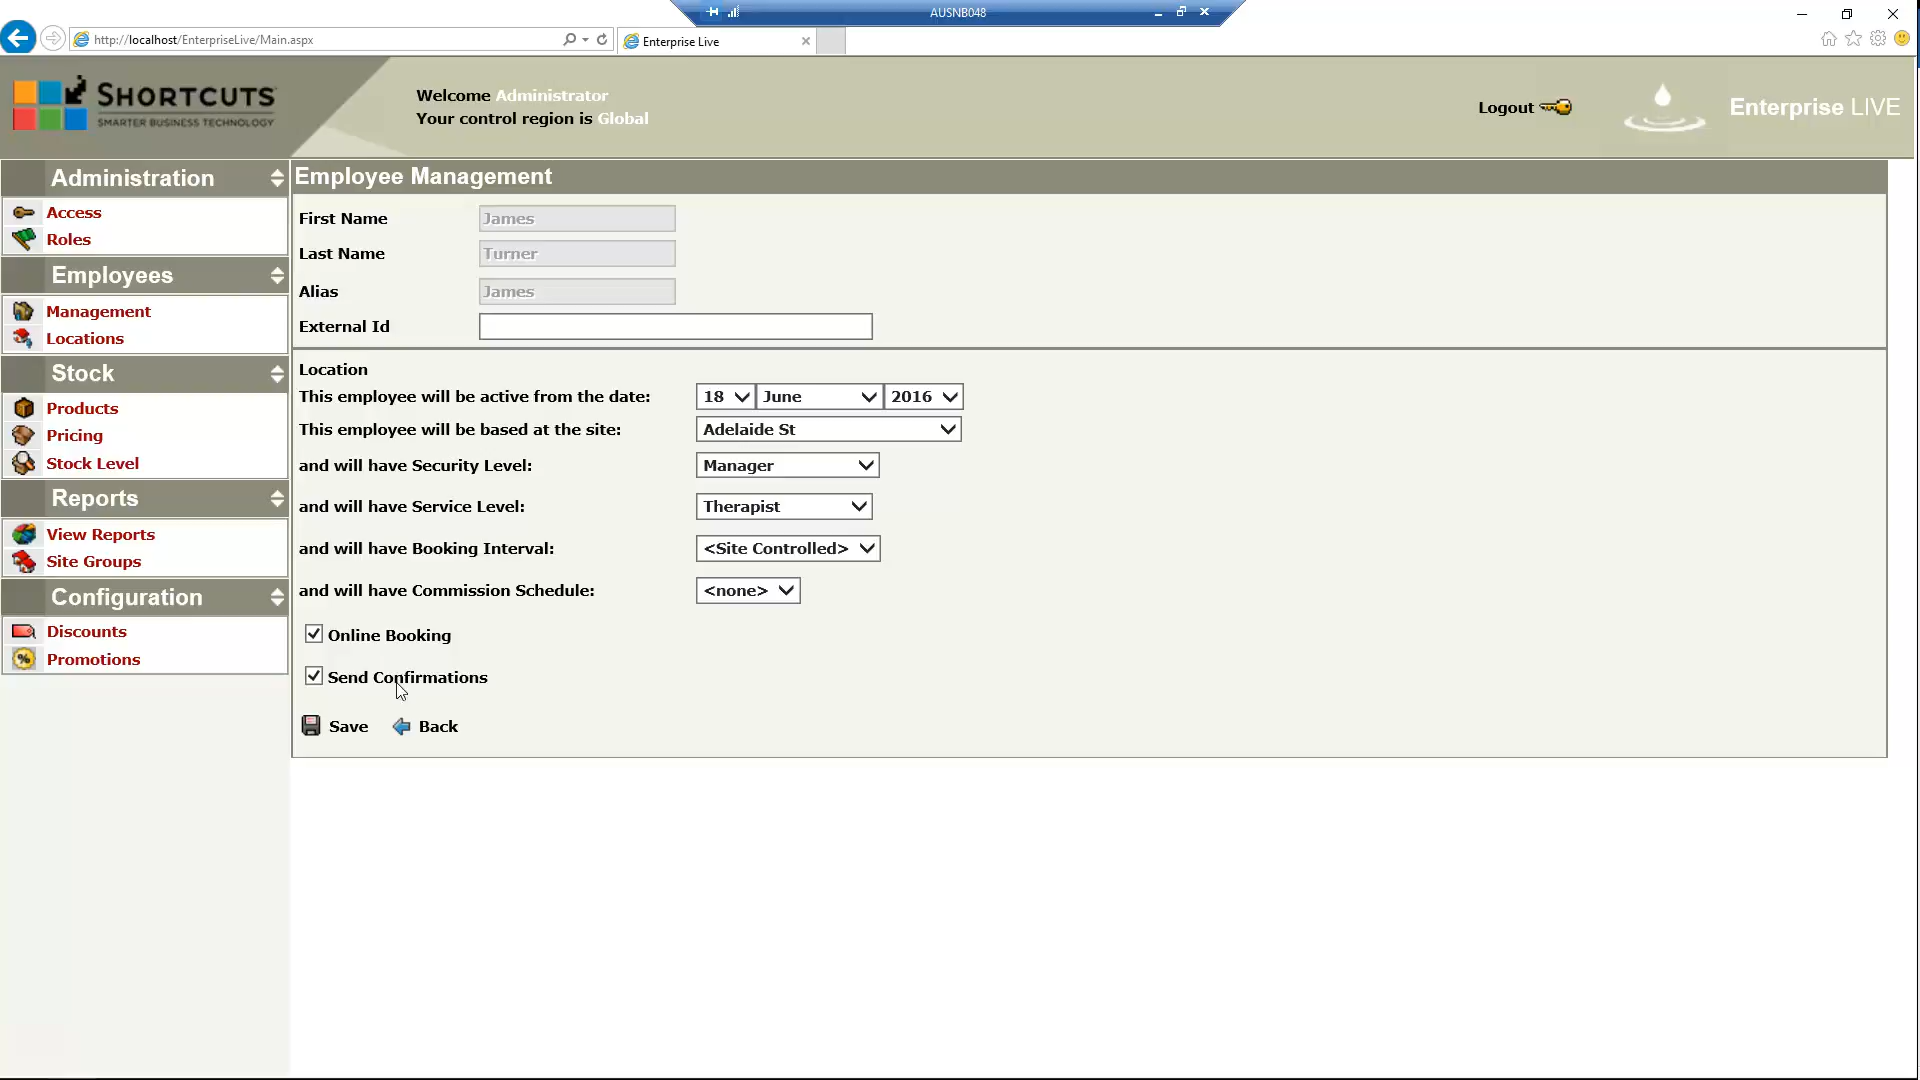 AUSNB048
http://localhost/EnterpriseLive/Main.aspx
Enterprise Live
SHORTCUTS
SMARTER BUSINESS TECHNOLOGY
Welcome Administrator
Your control region is Global
Logout
Enterprise LIVE
Administration
Access
Roles
Employees
Management
Locations
Stock
Products
Pricing
Stock Level
Reports
View Reports
Site Groups
Configuration
Discounts
Promotions
Employee Management
First Name James
Last Name Turner
Alias James
External Id
Location
This employee will be active from the date: 18 June 2016
This employee will be based at the site: Adelaide St
and will have Security Level: Manager
and will have Service Level: Therapist
and will have Booking Interval: <Site Controlled>
and will have Commission Schedule: <none>
Online Booking
Send Confirmations
Save Back